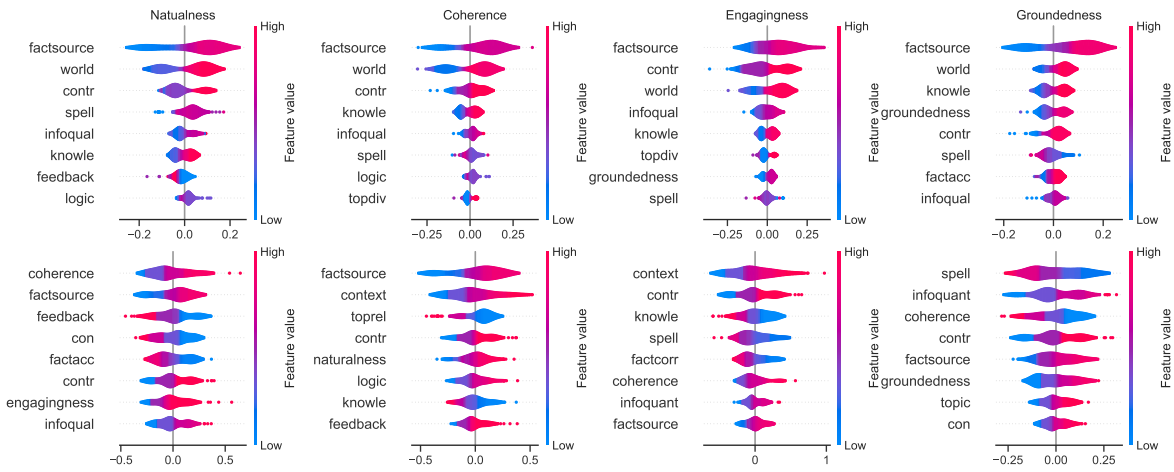 Natualness
Coherence
Engagingness
Groundedness
High
factsource
world
contr
spell
infoqual
knowle
feedback
logic
Low
Feature value
−0.2
0.0
0.2
High
factsource
world
contr
knowle
infoqual
spell
logic
topdiv
Low
Feature value
−0.25
0.00
0.25
High
factsource
contr
world
infoqual
knowle
topdiv
groundedness
spell
Low
Feature value
−0.25
0.00
0.25
High
factsource
world
knowle
groundedness
contr
spell
factacc
infoqual
Low
Feature value
−0.2
0.0
0.2
High
coherence
factsource
feedback
con
factacc
contr
engagingness
infoqual
Low
Feature value
−0.5
0.0
0.5
High
factsource
context
toprel
contr
naturalness
logic
knowle
feedback
Low
Feature value
−0.5
0.0
0.5
High
context
contr
knowle
spell
factcorr
coherence
infoquant
factsource
Low
Feature value
0
1
High
spell
infoquant
coherence
contr
factsource
groundedness
topic
con
Low
Feature value
−0.25
0.00
0.25